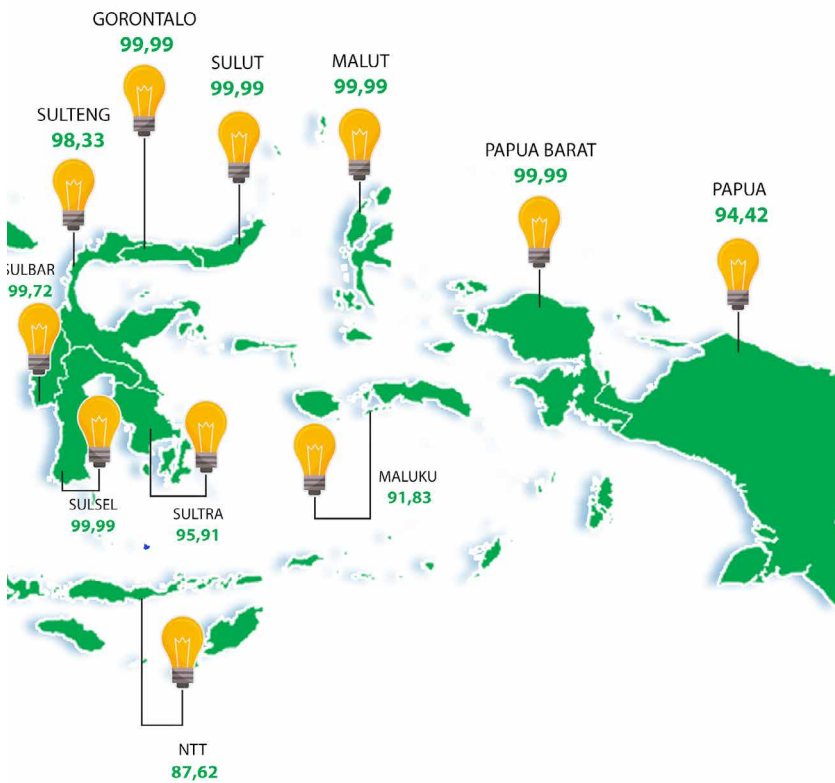 GORONTALO
99,99
SULUT
99,99
MALUT
99,99
SULTENG
98,33
PAPUA BARAT
99,99
PAPUA
94,42
SULBAR
99,72
SULSEL
99,99
SULTRA
95,91
MALUKU
91,83
NTT
87,62